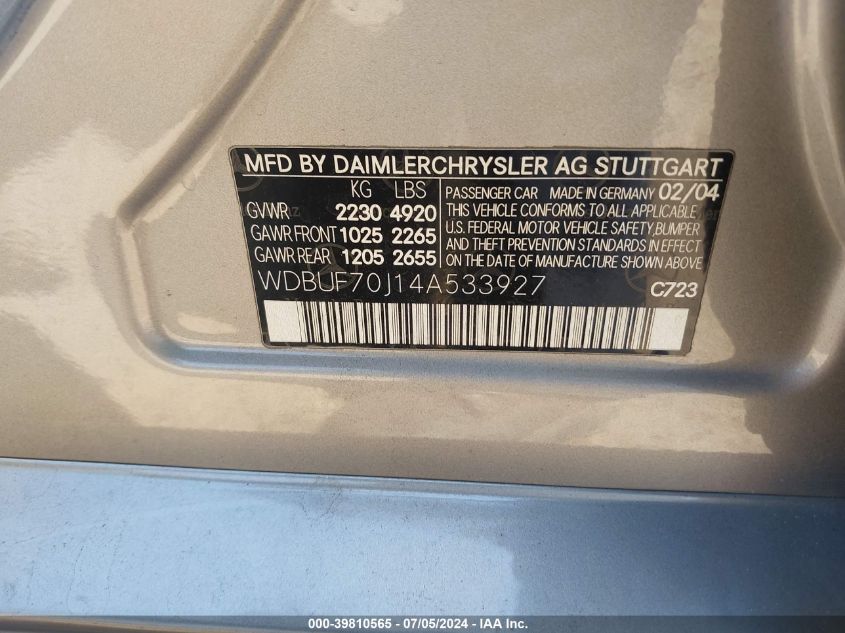 MFD BY DAIMLERCHRYSLER AG STUTTGART
KG LBS
GVWR 2230 4920
GAWR FRONT 1025 2265
GAWR REAR 1205 2655
PASSENGER CAR MADE IN GERMANY 02/04
THIS VEHICLE CONFORMS TO ALL APPLICABLE
U.S. FEDERAL MOTOR VEHICLE SAFETY,BUMPER
AND THEFT PREVENTION STANDARDS IN EFFECT
ON THE DATE OF MANUFACTURE SHOWN ABOVE.
WDBUF70J14A533927
C723
000-39810565 - 07/05/2024 - © IAA, Inc.